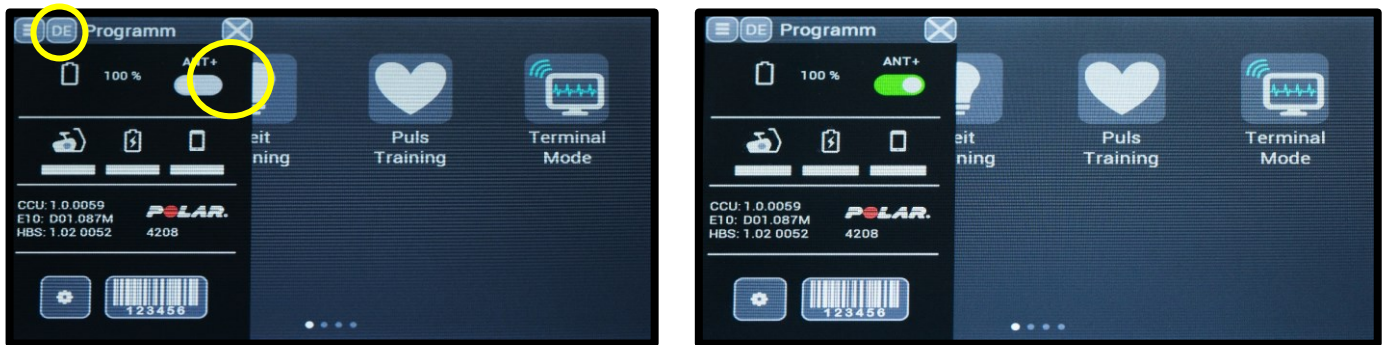 DE Programm
100 %
ANT+
eit
ning
Puls
Training
Terminal
Mode
CCU: 1.0.0059
E10: D01.087M
HBS: 1.02 0052
POLAR.
4208
123456
DE Programm
100 %
ANT+
eit
ning
Puls
Training
Terminal
Mode
CCU: 1.0.0059
E10: D01.087M
HBS: 1.02 0052
POLAR.
4208
123456